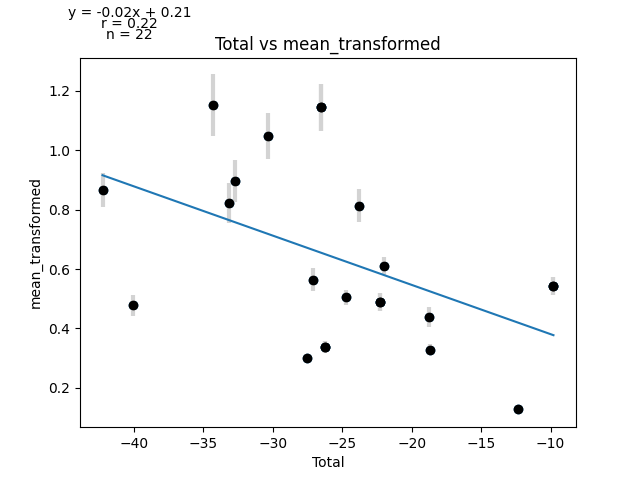 y = -0.02x + 0.21
r = 0.22
n = 22
Total vs mean_transformed
1.2
1.0
0.8
0.6
0.4
0.2
mean_transformed
−40
−35
−30
−25
−20
−15
−10
Total